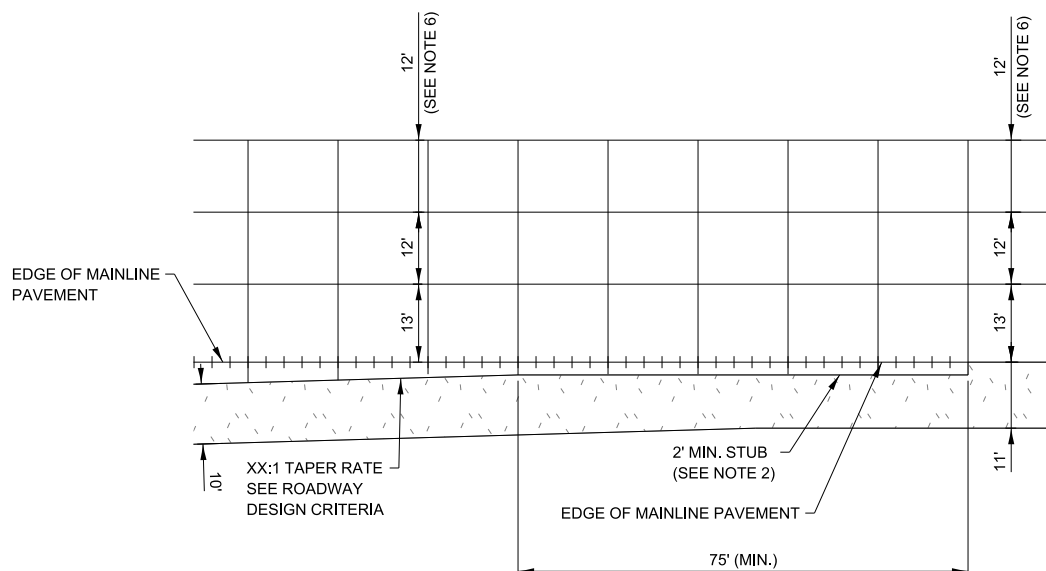 12'
(SEE NOTE 6)
12'
(SEE NOTE 6)
12'
12'
EDGE OF MAINLINE
PAVEMENT
13'
13'
10'
XX:1 TAPER RATE
SEE ROADWAY
DESIGN CRITERIA
2' MIN. STUB
(SEE NOTE 2)
11'
EDGE OF MAINLINE PAVEMENT
75' (MIN.)